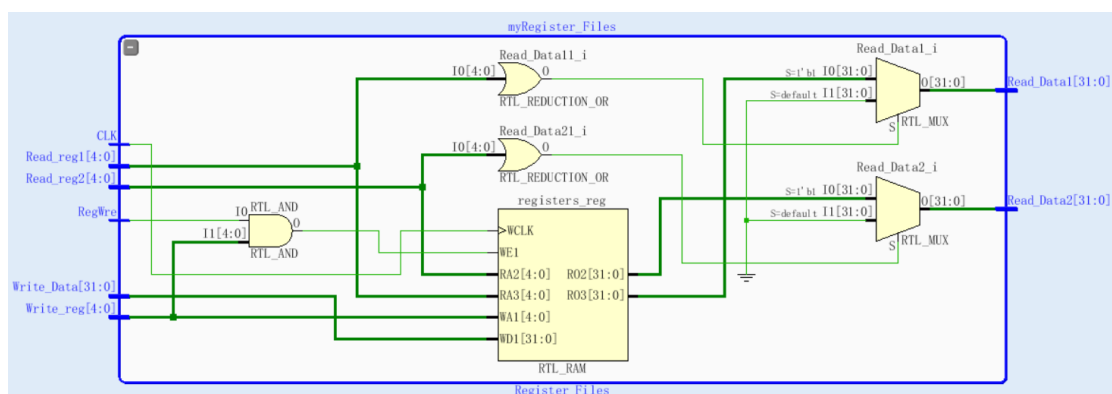 myRegister_Files
Read_Data11_i
I0[4:0]
O
RTL_REDUCTION_OR
Read_Data1_i
S=1'b1 I0[31:0]
S=default I1[31:0]
O[31:0]
S
RTL_MUX
Read_Data1[31:0]
CLK
Read_reg1[4:0]
Read_reg2[4:0]
RegWre
Write_Data[31:0]
Write_reg[4:0]
Read_Data21_i
I0[4:0]
O
RTL_REDUCTION_OR
Read_Data2_i
S=1'b1 I0[31:0]
S=default I1[31:0]
O[31:0]
S
RTL_MUX
Read_Data2[31:0]
RTL_AND
I0
I1[4:0]
O
RTL_AND
registers_reg
WCLK
WE1
RA2[4:0]
RO2[31:0]
RA3[4:0]
RO3[31:0]
WA1[4:0]
WD1[31:0]
RTL_RAM
Register_Files